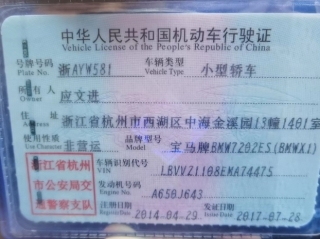 中华人民共和国机动车行驶证
Vehicle License of the People's Republic of China
号牌号码 浙AYW581 车辆类型 小型轿车
Plate No. Vehicle Type
所有人 应文进
Owner
住址 浙江省杭州市西湖区中海金溪园13幢1401室
Address
使用性质 非营运 品牌型号 宝马牌BMW7202ES(BMWX1)
浙江省杭州市公安局交通警察支队
车辆识别代号 LBVVZ1108EMA74475
VIN
发动机号码 A650J643
Engine No.
注册日期 2014-04-29 发证日期 2017-07-28